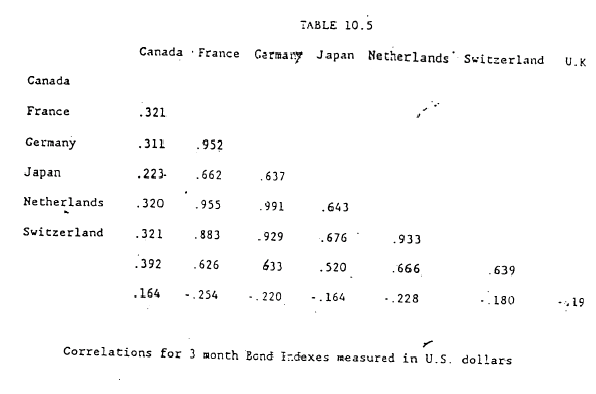 TABLE 10.5
Canada France Germany Japan Netherlands Switzerland U.K
Canada
France .321
Germany .311 .952
Japan .223 .662 .637
Netherlands .320 .955 .991 .643
Switzerland .321 .883 .929 .676 .933
.392 .626 .633 .520 .666 .639
.164 -.254 -.220 -.164 -.228 -.180 -.19
Correlations for 3 month Bond Indexes measured in U.S. dollars